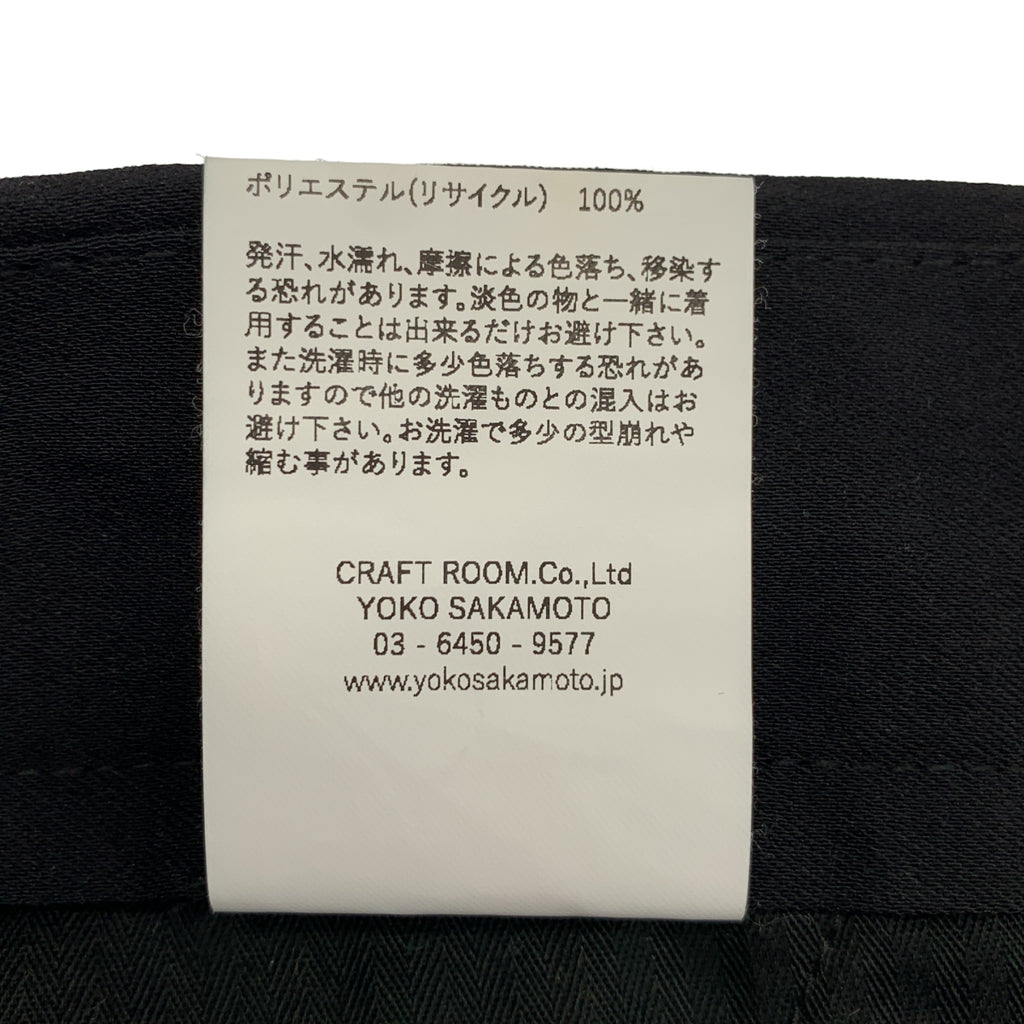 ポリエステル(リサイクル) 100%
発汗、水濡れ、摩擦による色落ち、移染す
る恐れがあります。淡色の物と一緒に着
用することは出来るだけお避け下さい。
また洗濯時に多少色落ちする恐れがあ
りますので他の洗濯ものとの混入はお
避け下さい。お洗濯で多少の型崩れや
縮む事があります。
CRAFT ROOM.Co.,Ltd
YOKO SAKAMOTO
03 - 6450 - 9577
www.yokosakamoto.jp